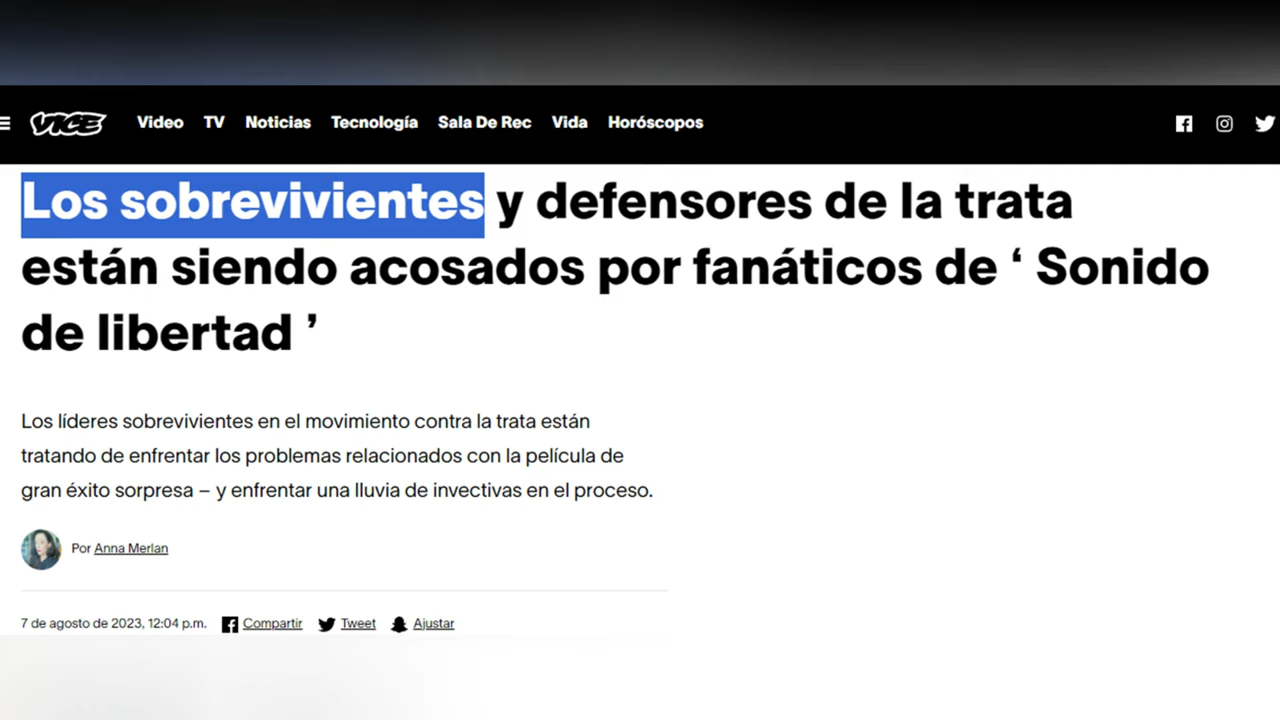 VICE Video TV Noticias Tecnología Sala De Rec Vida Horóscopos
Los sobrevivientes y defensores de la trata
están siendo acosados por fanáticos de ‘ Sonido
de libertad ’
Los líderes sobrevivientes en el movimiento contra la trata están
tratando de enfrentar los problemas relacionados con la película de
gran éxito sorpresa – y enfrentar una lluvia de invectivas en el proceso.
Por Anna Merlan
7 de agosto de 2023, 12:04 p.m. Compartir Tweet Ajustar